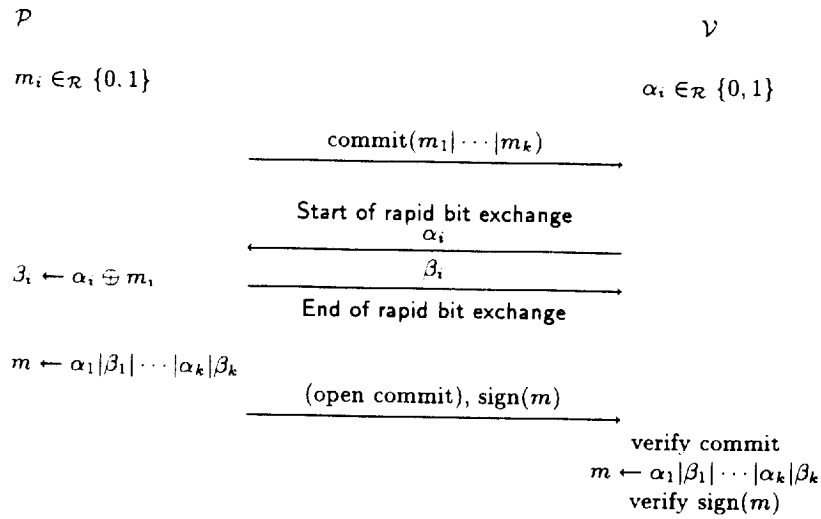 𝒫
𝒱
m_i ∈_ℛ {0.1}
α_i ∈_ℛ {0,1}
commit(m_1|···|m_k)
Start of rapid bit exchange
α_i
β_i ← α_i ⊕ m_i
β_i
End of rapid bit exchange
m ← α_1|β_1|···|α_k|β_k
(open commit), sign(m)
verify commit
m ← α_1|β_1|···|α_k|β_k
verify sign(m)